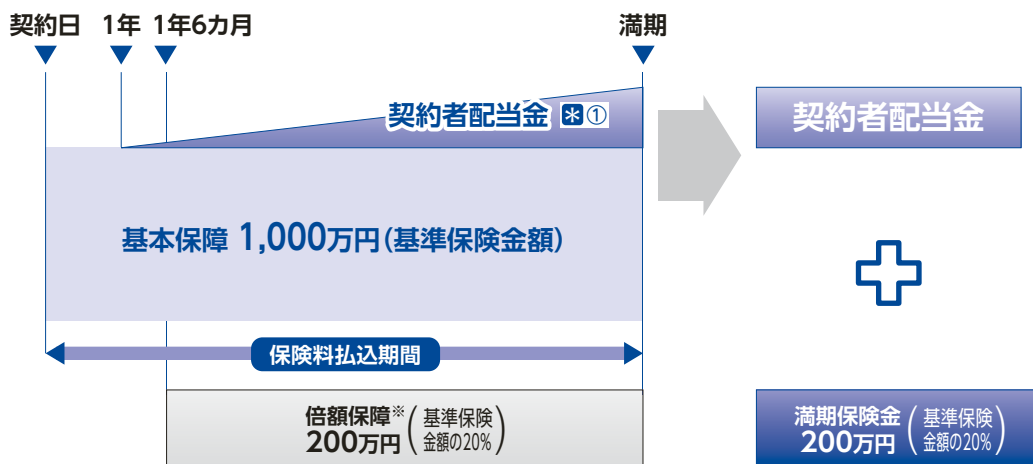 契約日 1年 1年6カ月 満期
契約者配当金 *①
契約者配当金
基本保障 1,000万円(基準保険金額)
保険料払込期間
倍額保障※
200万円
(基準保険
金額の20%)
満期保険金
200万円
(基準保険
金額の20%)